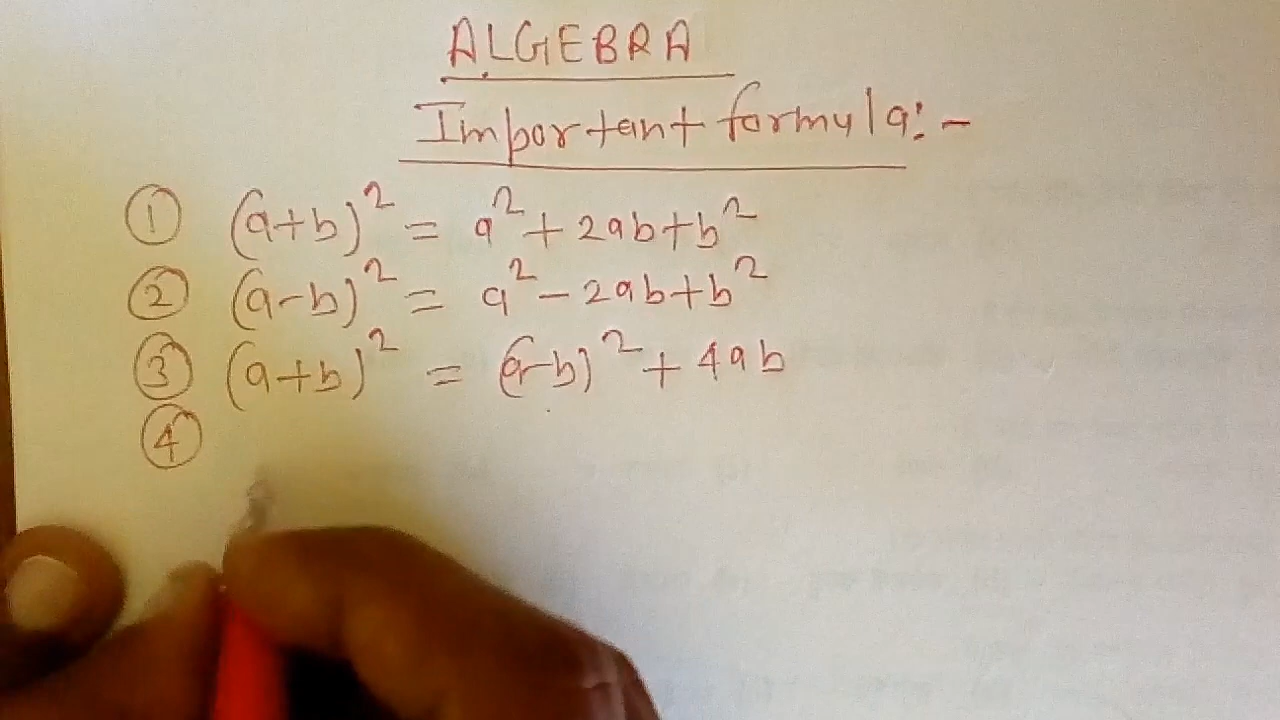 ALGEBRA
Important formula:-
① (a+b)² = a²+2ab+b²
② (a-b)² = a²-2ab+b²
③ (a+b)² = (a-b)²+4ab
④